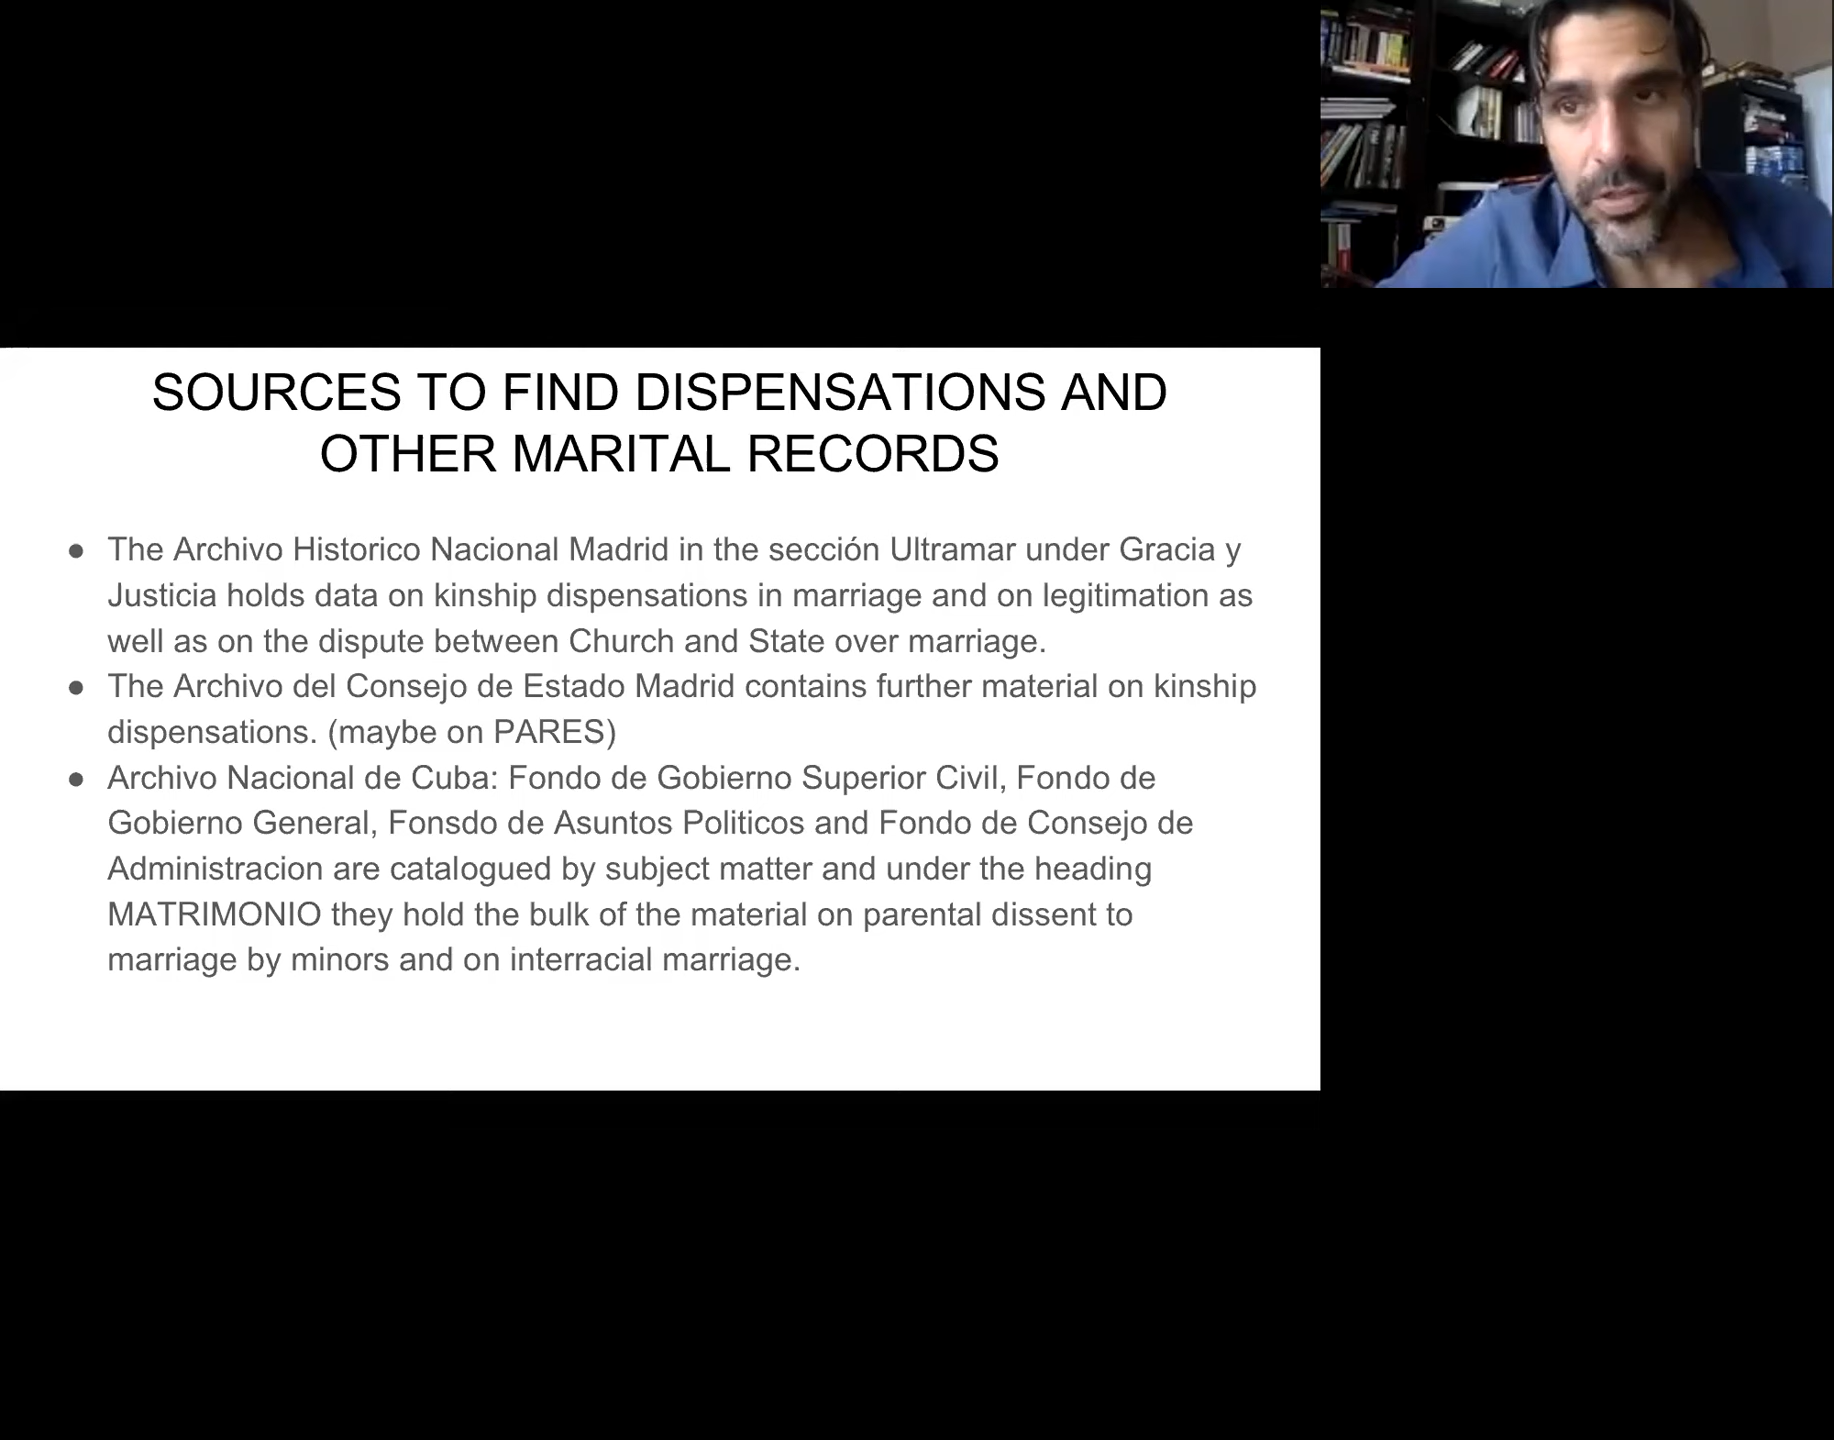 SOURCES TO FIND DISPENSATIONS AND
OTHER MARITAL RECORDS
● The Archivo Historico Nacional Madrid in the sección Ultramar under Gracia y
Justicia holds data on kinship dispensations in marriage and on legitimation as
well as on the dispute between Church and State over marriage.
● The Archivo del Consejo de Estado Madrid contains further material on kinship
dispensations. (maybe on PARES)
● Archivo Nacional de Cuba: Fondo de Gobierno Superior Civil, Fondo de
Gobierno General, Fonsdo de Asuntos Politicos and Fondo de Consejo de
Administracion are catalogued by subject matter and under the heading
MATRIMONIO they hold the bulk of the material on parental dissent to
marriage by minors and on interracial marriage.